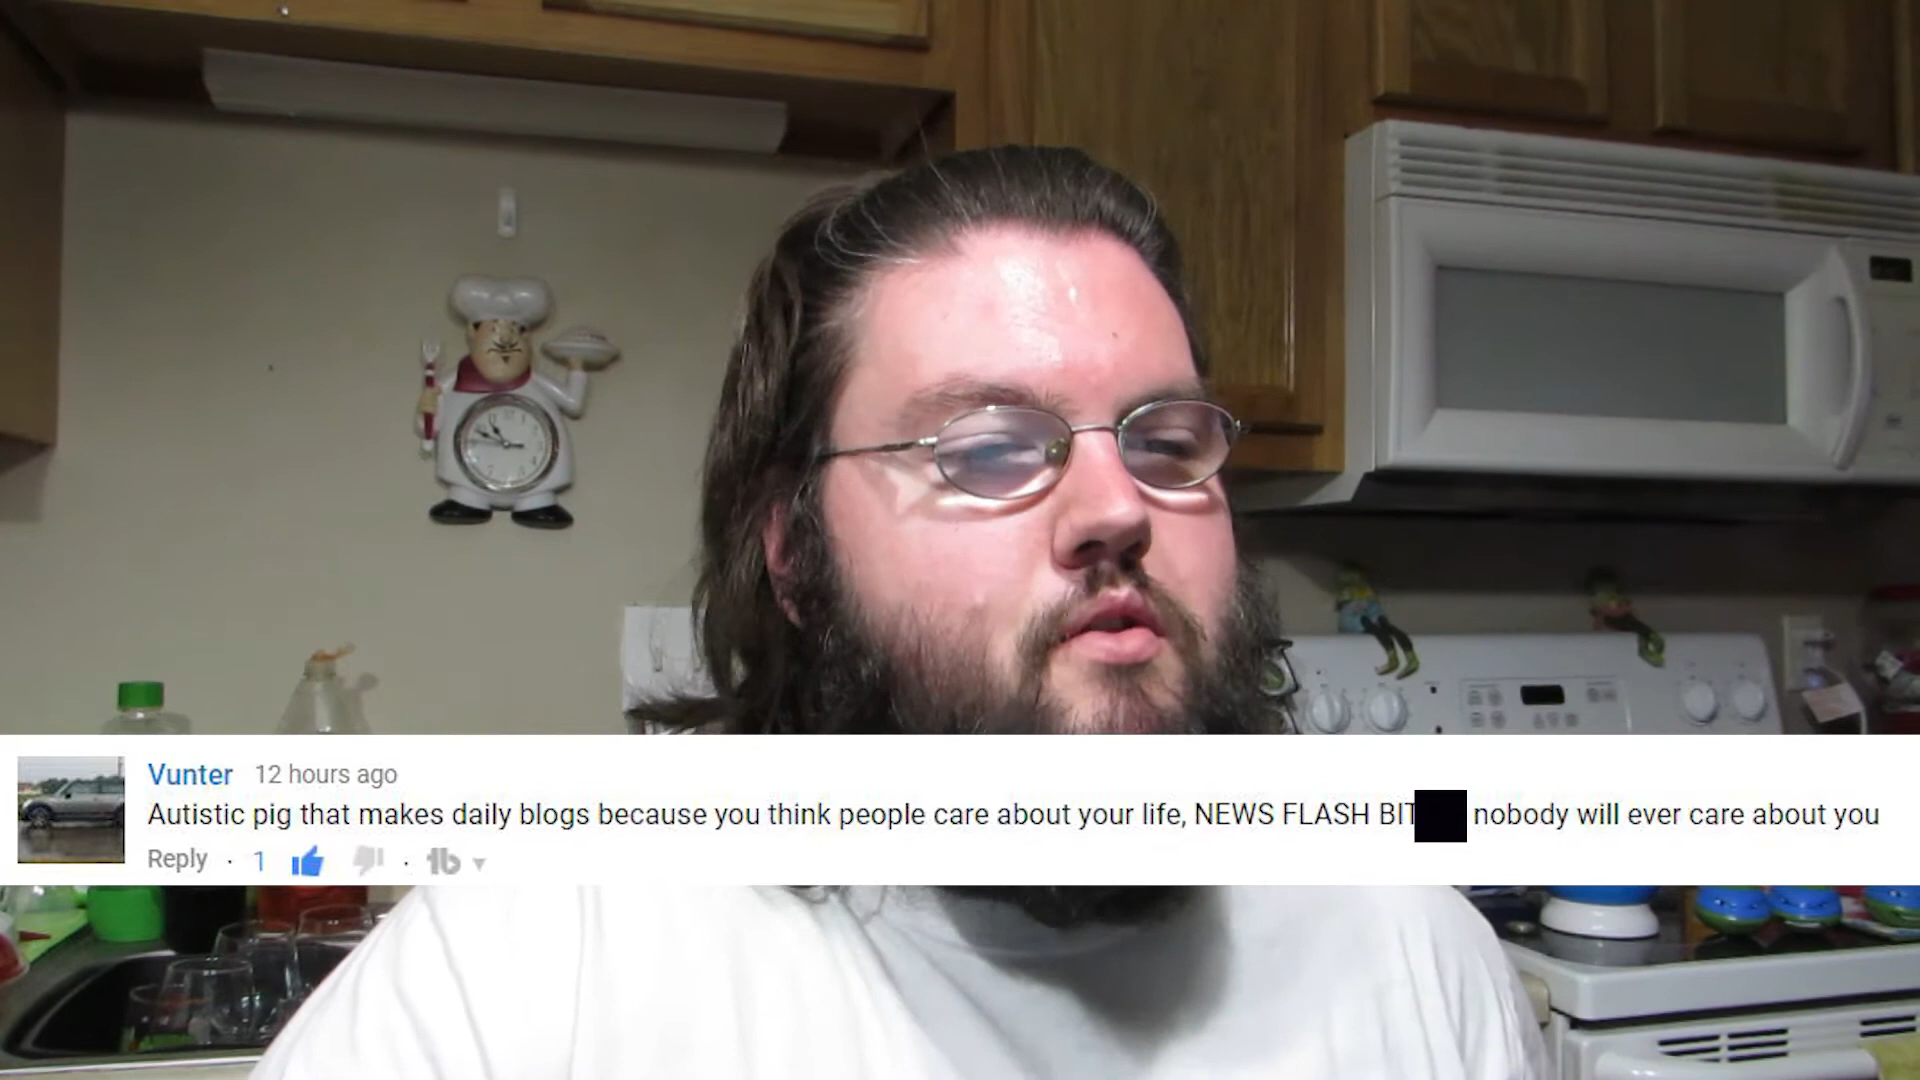 Vunter 12 hours ago
Autistic pig that makes daily blogs because you think people care about your life, NEWS FLASH BIT nobody will ever care about you
Reply · 1 ·